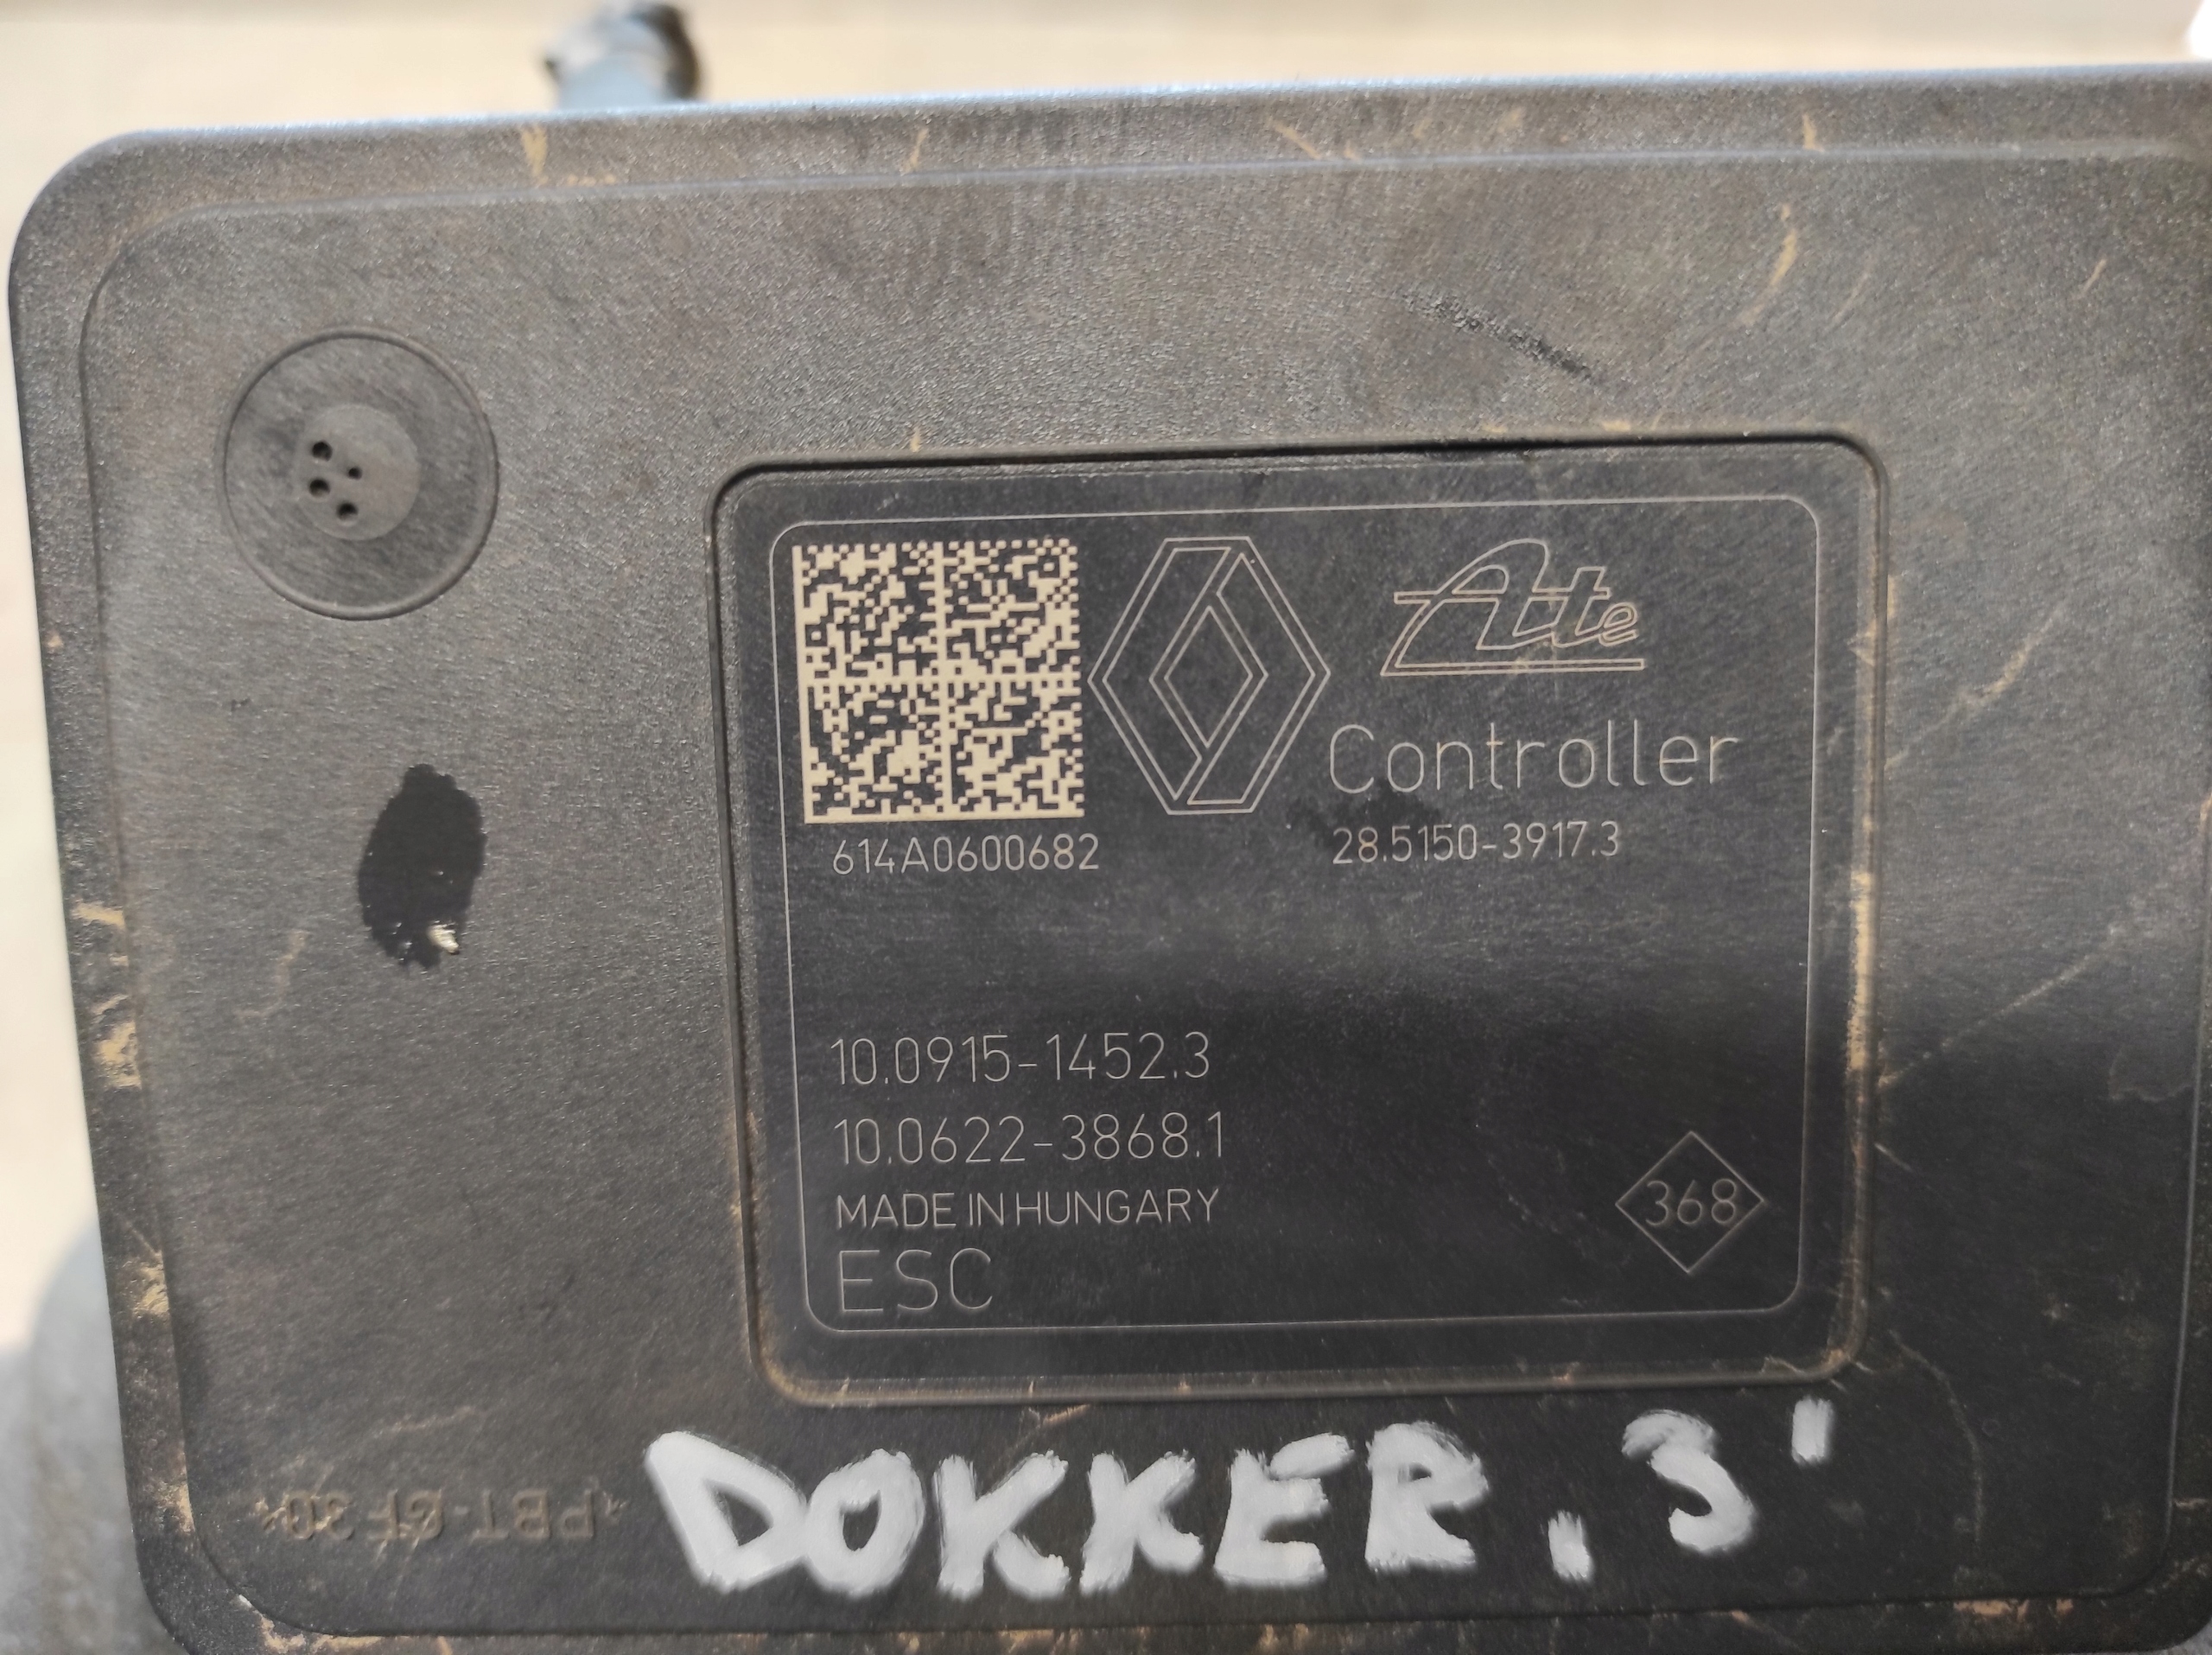 Ate
Controller
614A0600682
28.5150-3917.3
10.0915-1452.3
10.0622-3868.1
MADE IN HUNGARY
ESC
368
>PBT-GF30<
DOKKER. 3'